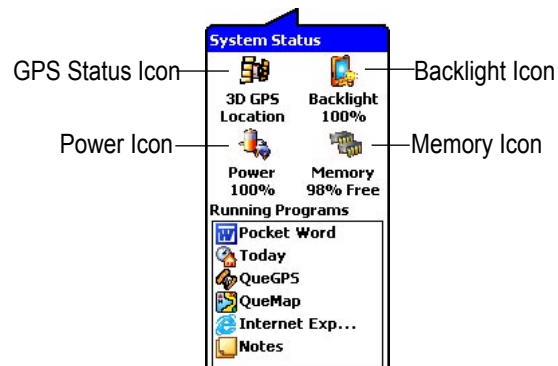 System Status
GPS Status Icon
Backlight Icon
3D GPS Backlight
Location 100%
Power Icon
Memory Icon
Power Memory
100% 98% Free
Running Programs
Pocket Word
Today
QueGPS
QueMap
Internet Exp...
Notes